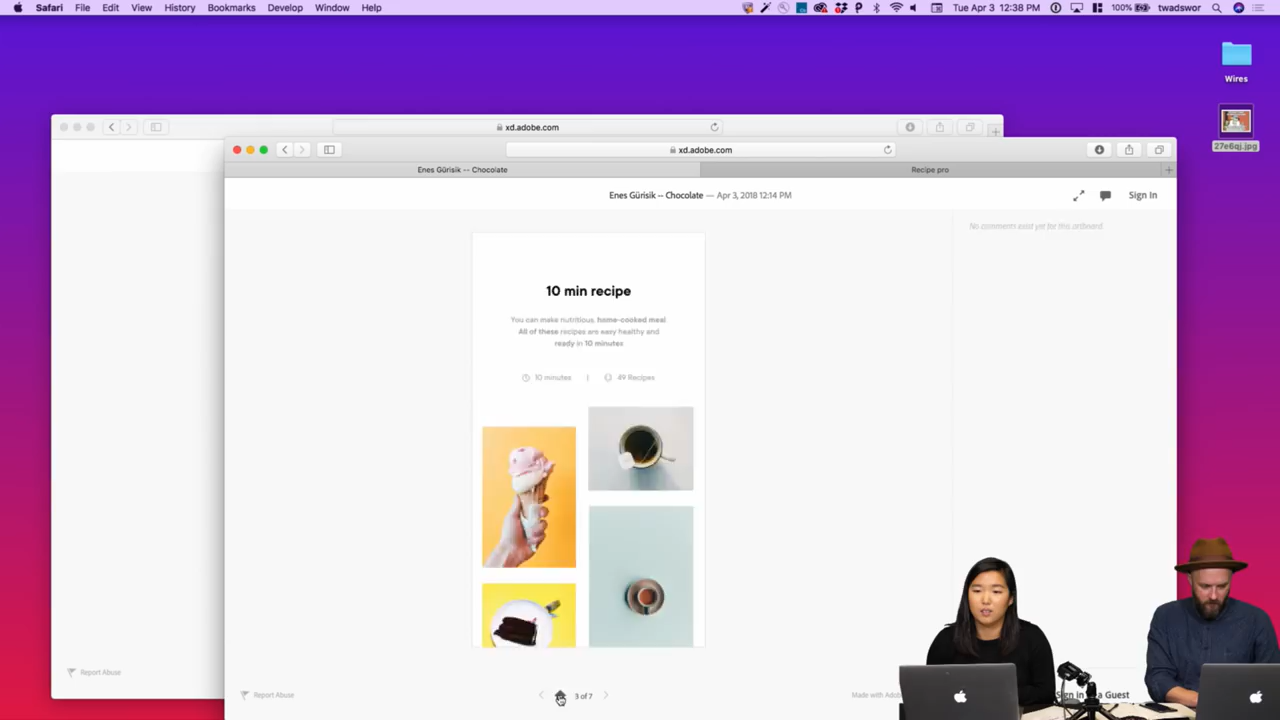 Safari File Edit View History Bookmarks Develop Window Help
100% Tue Apr 3 12:38 PM twadswor
Wires
27e6qj.jpg
xd.adobe.com
xd.adobe.com
Enes Gürisik -- Chocolate
Recipe pro
Enes Gürisik -- Chocolate — Apr 3, 2018 12:14 PM
Sign In
No comments exist yet for this artboard.
10 min recipe
You can make nutritious, home-cooked meal
All of these recipes are easy healthy and
ready in 10 minutes
10 minutes | 49 Recipes
Report Abuse
Report Abuse
3 of 7
Made with Adobe
Sign in
a Guest